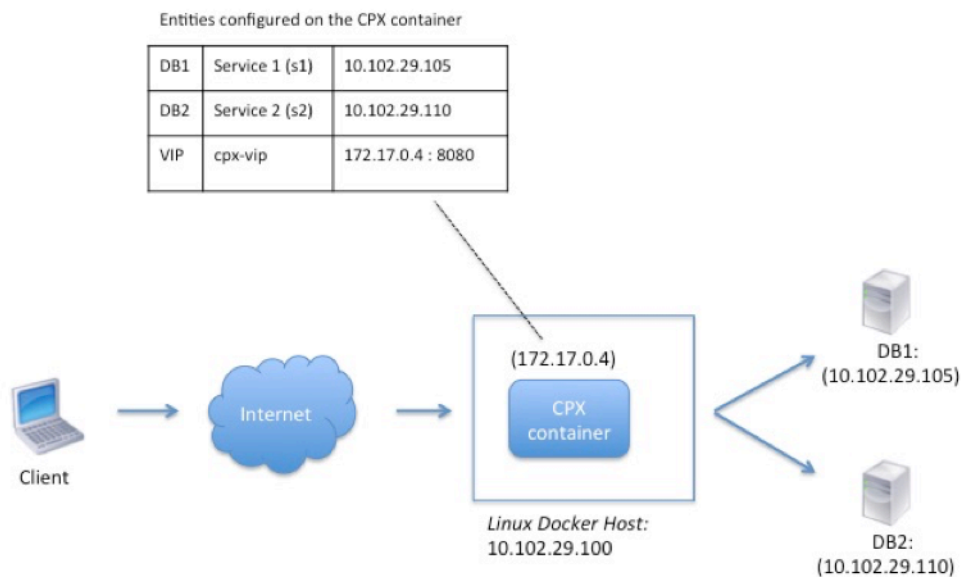 Entities configured on the CPX container
DB1 Service 1 (s1) 10.102.29.105
DB2 Service 2 (s2) 10.102.29.110
VIP cpx-vip 172.17.0.4 : 8080
(172.17.0.4)
CPX
container
Internet
Client
Linux Docker Host:
10.102.29.100
DB1:
(10.102.29.105)
DB2:
(10.102.29.110)